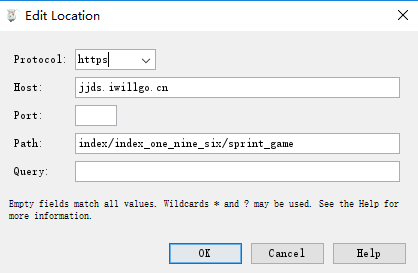 Edit Location
Protocol: https
Host: jjds.iwillgo.cn
Port:
Path: index/index_one_nine_six/sprint_game
Query:
Empty fields match all values. Wildcards * and ? may be used. See the Help for
more information.
OK Cancel Help